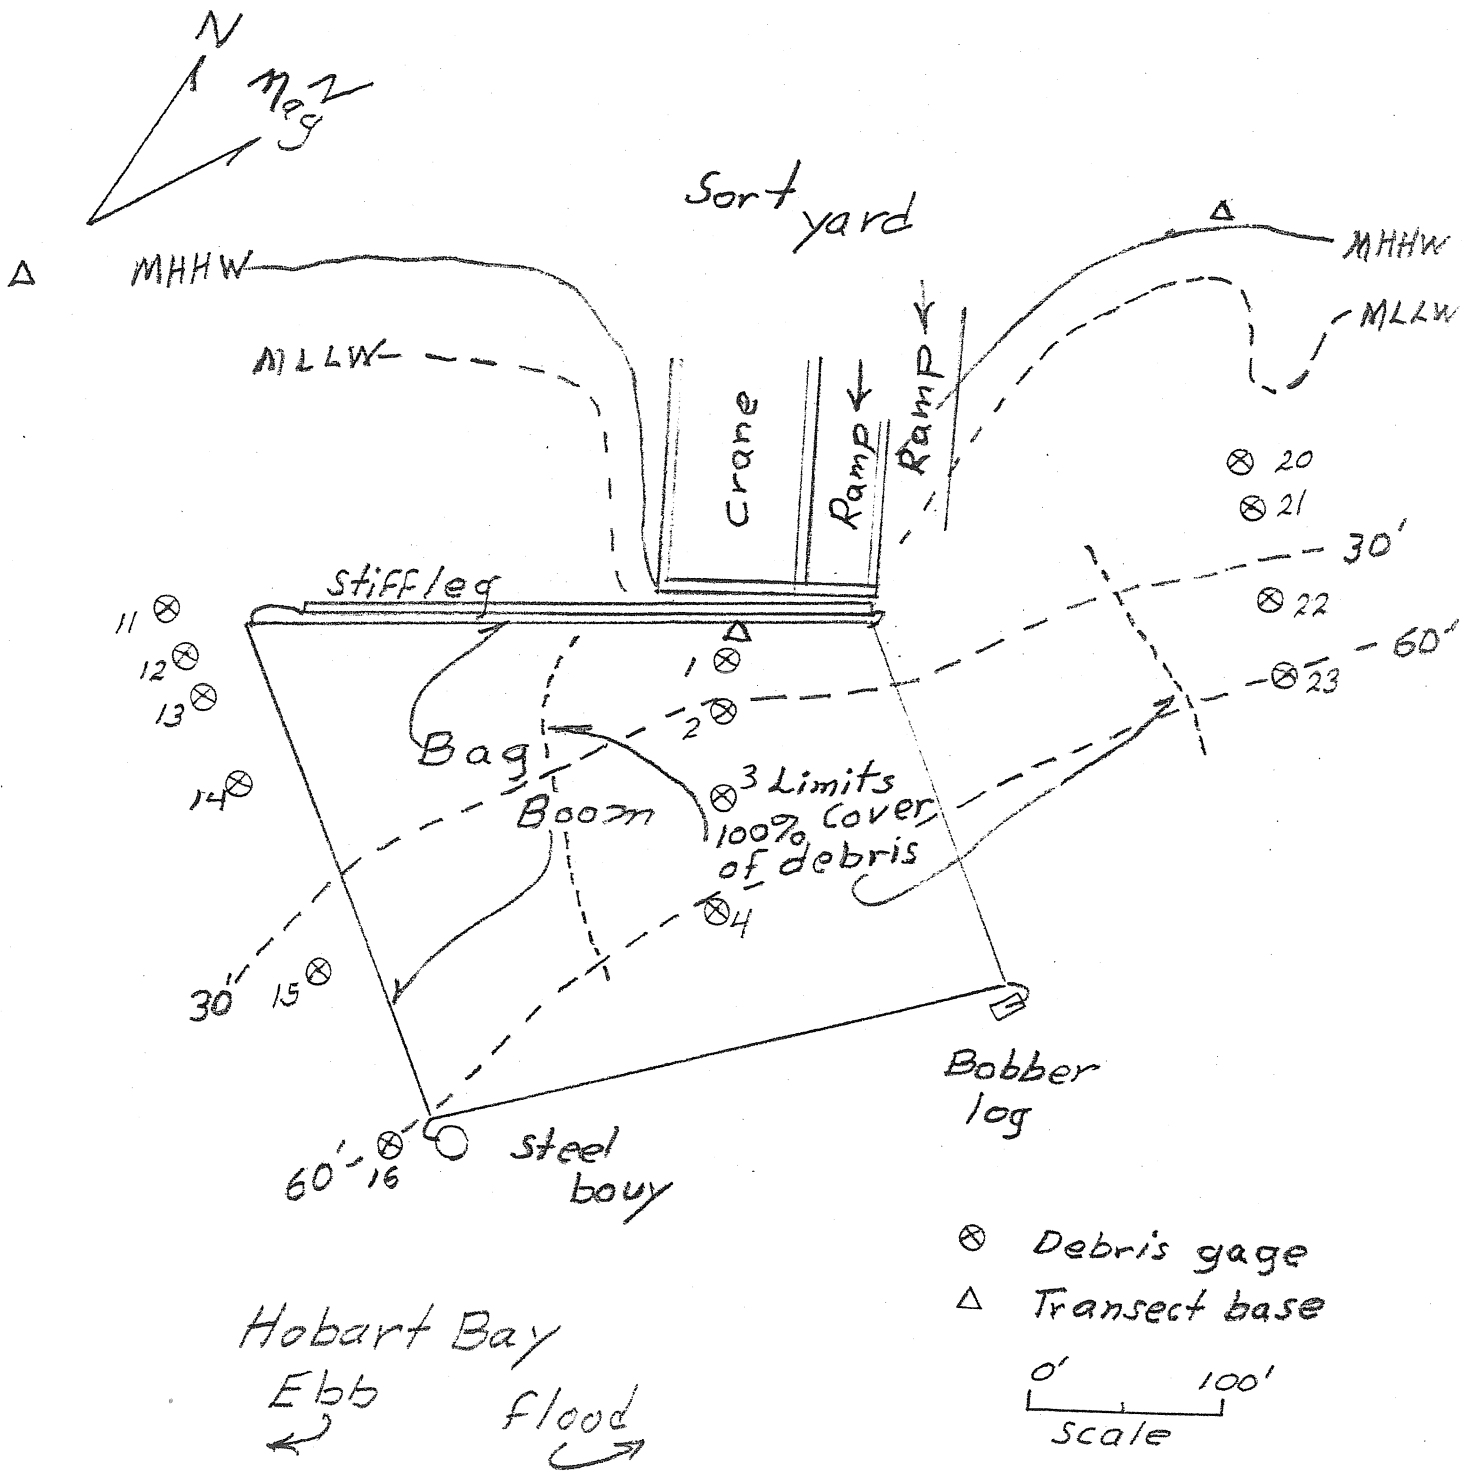 N
Mag N
Sort
yard
MHHW
MHHW
MLLW
MLLW
Crane
Ramp
Ramp
20
21
30'
22
60'
23
Stiff leg
11
12
13
14
15
1
2
3 Limits
100% Cover
of debris
4
Bag
Boom
30'
60'
16
Steel
bouy
Bobber
log
Debris gage
Transect base
0' 100'
Scale
Hobart Bay
Ebb
flood